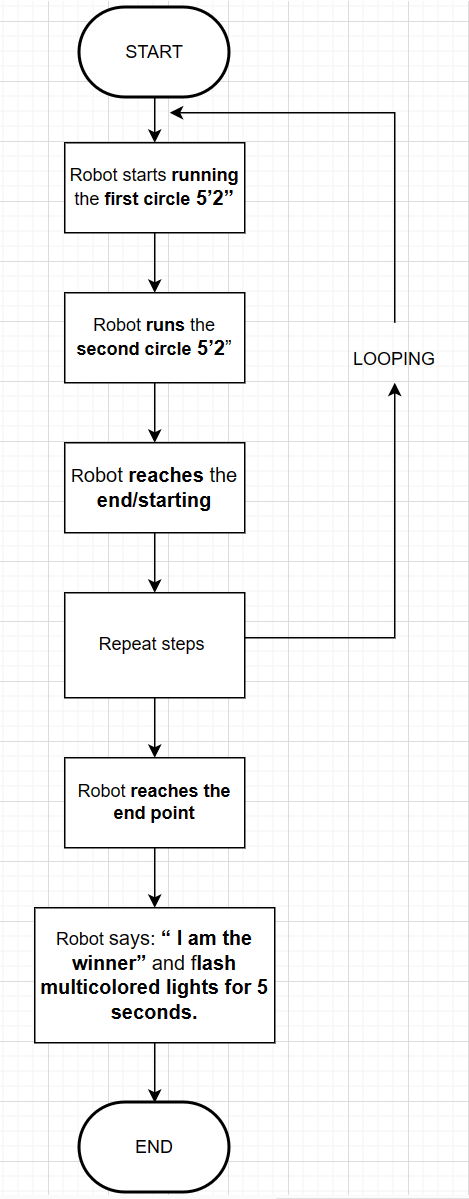 START
Robot starts running
the first circle 5’2”
Robot runs the
second circle 5’2”
LOOPING
Robot reaches the
end/starting
Repeat steps
Robot reaches the
end point
Robot says: “ I am the
winner” and flash
multicolored lights for 5
seconds.
END